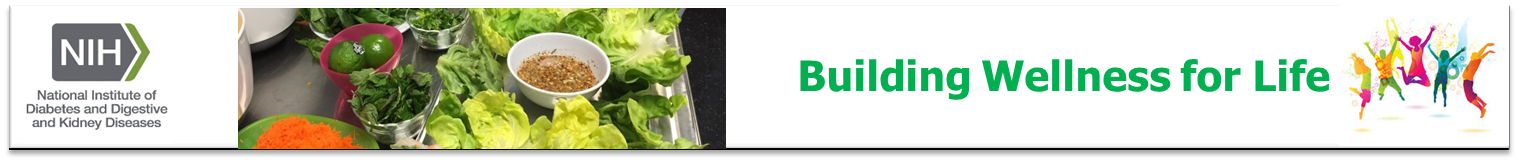 NIH
National Institute of
Diabetes and Digestive
and Kidney Diseases
Building Wellness for Life